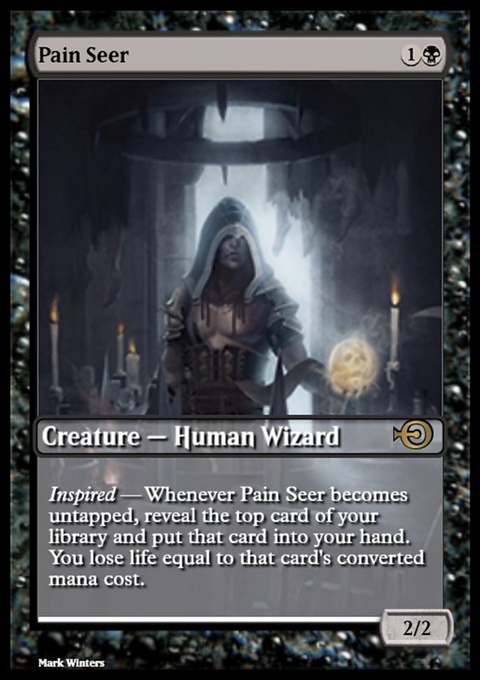 Pain Seer 1
Creature — Human Wizard
Inspired — Whenever Pain Seer becomes
untapped, reveal the top card of your
library and put that card into your hand.
You lose life equal to that card's converted
mana cost.
2/2
Mark Winters